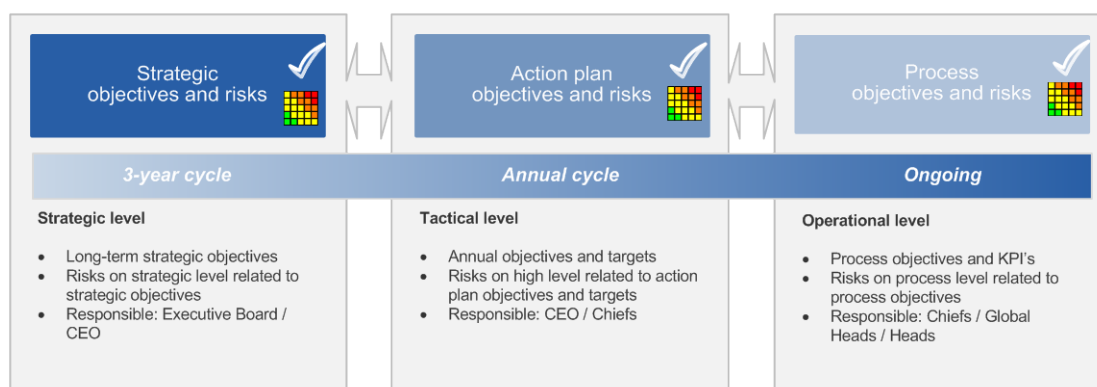 Strategic
objectives and risks
Action plan
objectives and risks
Process
objectives and risks
3-year cycle
Annual cycle
Ongoing
Strategic level
• Long-term strategic objectives
• Risks on strategic level related to
strategic objectives
• Responsible: Executive Board /
CEO
Tactical level
• Annual objectives and targets
• Risks on high level related to action
plan objectives and targets
• Responsible: CEO / Chiefs
Operational level
• Process objectives and KPI's
• Risks on process level related to
process objectives
• Responsible: Chiefs / Global
Heads / Heads